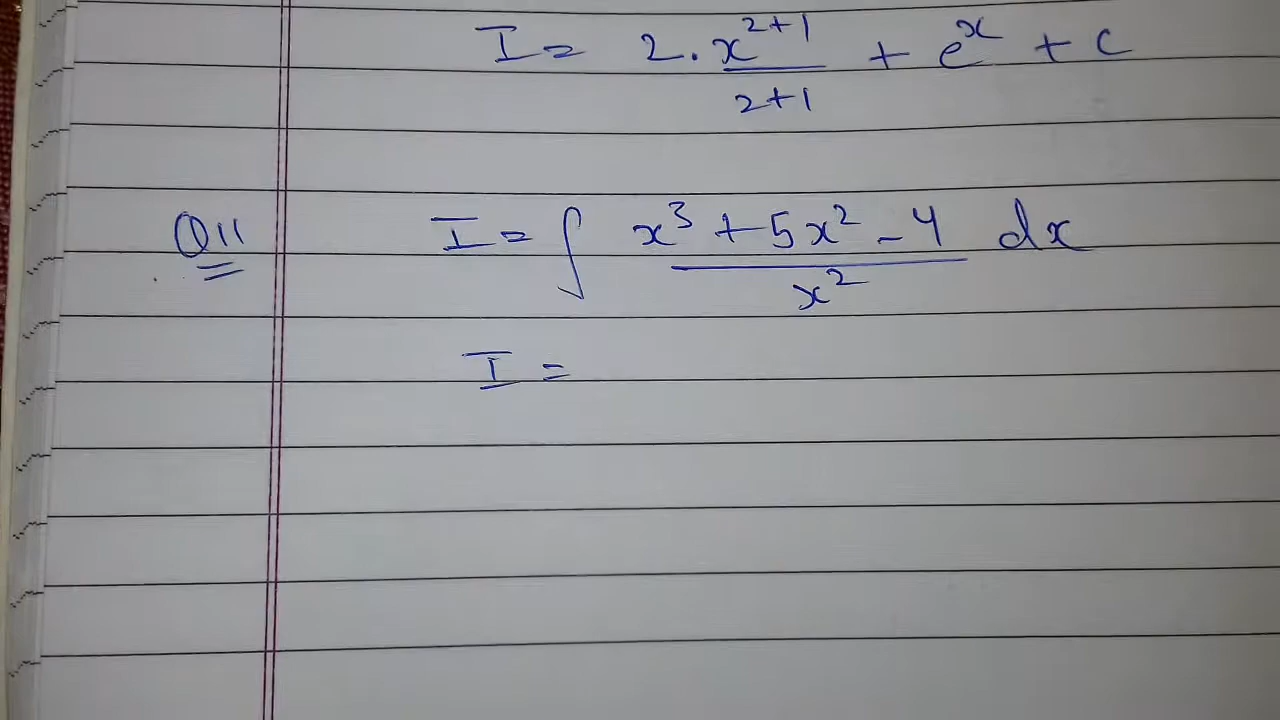 I = 2. x^{2+1} / 2+1 + e^x + c
Q11 I = ∫ x^3 + 5x^2 - 4 / x^2 dx
I =